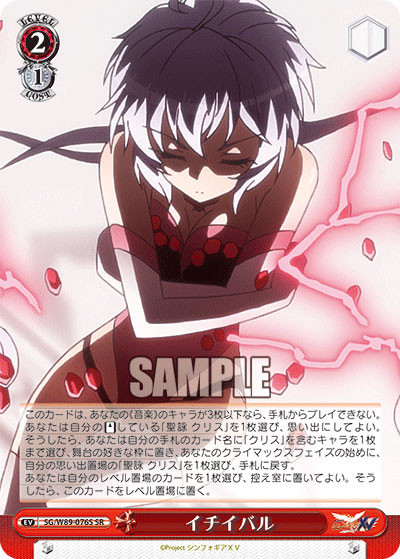 LEVEL
2
1
COST
SAMPLE
このカードは、あなたの《音楽》のキャラが3枚以下なら、手札からプレイできない。
あなたは自分の[↑]している「聖詠 クリス」を1枚選び、思い出にしてよい。
そうしたら、あなたは自分の手札のカード名に「クリス」を含むキャラを1枚
まで選び、舞台の好きな枠に置き、あなたのクライマックスフェイズの始めに、
自分の思い出置場の「聖詠 クリス」を1枚選び、手札に戻す。
あなたは自分のレベル置場のカードを1枚選び、控え室に置いてよい。そう
したら、このカードをレベル置場に置く。
EV SG/W89-076S SR イチイバル XV
©Project シンフォギアXV